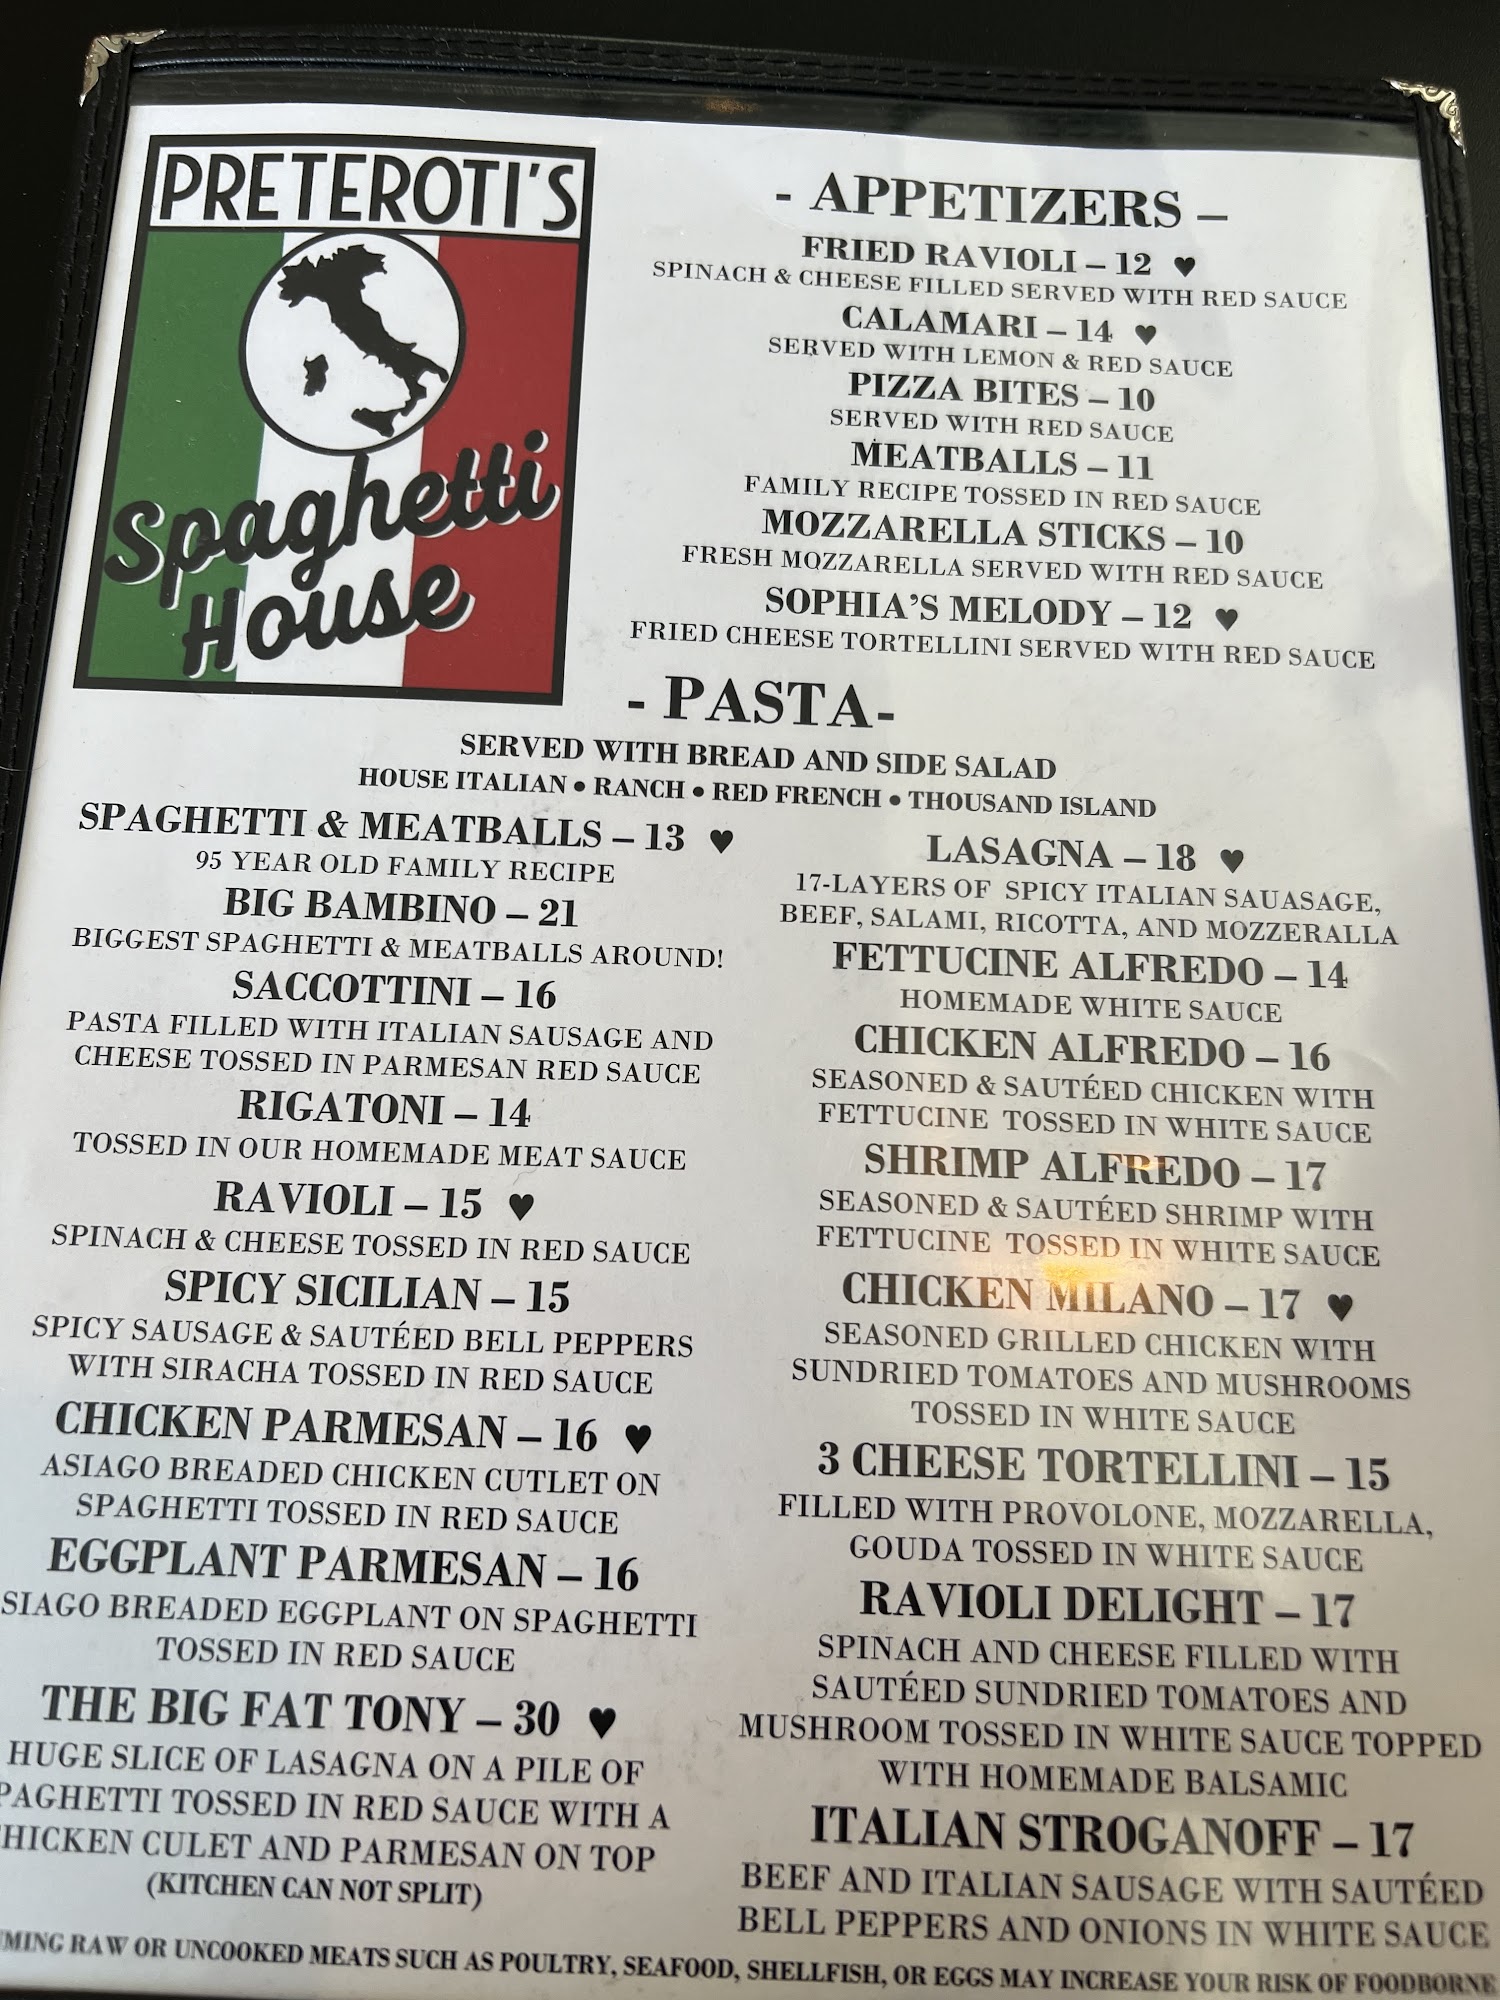 PRETEROTI'S
Spaghetti
House
- APPETIZERS –
FRIED RAVIOLI – 12 ♥
SPINACH & CHEESE FILLED SERVED WITH RED SAUCE
CALAMARI – 14 ♥
SERVED WITH LEMON & RED SAUCE
PIZZA BITES – 10
SERVED WITH RED SAUCE
MEATBALLS – 11
FAMILY RECIPE TOSSED IN RED SAUCE
MOZZARELLA STICKS – 10
FRESH MOZZARELLA SERVED WITH RED SAUCE
SOPHIA'S MELODY – 12 ♥
FRIED CHEESE TORTELLINI SERVED WITH RED SAUCE
- PASTA-
SERVED WITH BREAD AND SIDE SALAD
HOUSE ITALIAN • RANCH • RED FRENCH • THOUSAND ISLAND
SPAGHETTI & MEATBALLS – 13 ♥
95 YEAR OLD FAMILY RECIPE
BIG BAMBINO – 21
BIGGEST SPAGHETTI & MEATBALLS AROUND!
SACCOTTINI – 16
PASTA FILLED WITH ITALIAN SAUSAGE AND
CHEESE TOSSED IN PARMESAN RED SAUCE
RIGATONI – 14
TOSSED IN OUR HOMEMADE MEAT SAUCE
RAVIOLI – 15 ♥
SPINACH & CHEESE TOSSED IN RED SAUCE
SPICY SICILIAN – 15
SPICY SAUSAGE & SAUTÉED BELL PEPPERS
WITH SIRACHA TOSSED IN RED SAUCE
CHICKEN PARMESAN – 16 ♥
ASIAGO BREADED CHICKEN CUTLET ON
SPAGHETTI TOSSED IN RED SAUCE
EGGPLANT PARMESAN – 16
SIAGO BREADED EGGPLANT ON SPAGHETTI
TOSSED IN RED SAUCE
THE BIG FAT TONY – 30 ♥
HUGE SLICE OF LASAGNA ON A PILE OF
PAGHETTI TOSSED IN RED SAUCE WITH A
HICKEN CULET AND PARMESAN ON TOP
(KITCHEN CAN NOT SPLIT)
LASAGNA – 18 ♥
17-LAYERS OF SPICY ITALIAN SAUASAGE,
BEEF, SALAMI, RICOTTA, AND MOZZERALLA
FETTUCINE ALFREDO – 14
HOMEMADE WHITE SAUCE
CHICKEN ALFREDO – 16
SEASONED & SAUTÉED CHICKEN WITH
FETTUCINE TOSSED IN WHITE SAUCE
SHRIMP ALFREDO – 17
SEASONED & SAUTÉED SHRIMP WITH
FETTUCINE TOSSED IN WHITE SAUCE
CHICKEN MILANO – 17 ♥
SEASONED GRILLED CHICKEN WITH
SUNDRIED TOMATOES AND MUSHROOMS
TOSSED IN WHITE SAUCE
3 CHEESE TORTELLINI – 15
FILLED WITH PROVOLONE, MOZZARELLA,
GOUDA TOSSED IN WHITE SAUCE
RAVIOLI DELIGHT – 17
SPINACH AND CHEESE FILLED WITH
SAUTÉED SUNDRIED TOMATOES AND
MUSHROOM TOSSED IN WHITE SAUCE TOPPED
WITH HOMEMADE BALSAMIC
ITALIAN STROGANOFF – 17
BEEF AND ITALIAN SAUSAGE WITH SAUTÉED
BELL PEPPERS AND ONIONS IN WHITE SAUCE
MING RAW OR UNCOOKED MEATS SUCH AS POULTRY, SEAFOOD, SHELLFISH, OR EGGS MAY INCREASE YOUR RISK OF FOODBORNE